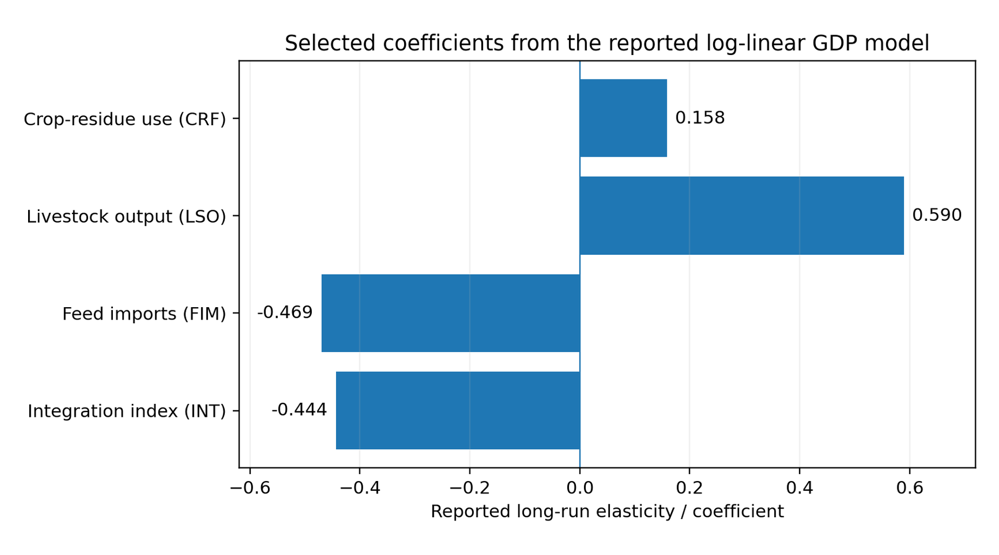 Selected coefficients from the reported log-linear GDP model
Crop-residue use (CRF)
0.158
Livestock output (LSO)
0.590
Feed imports (FIM)
-0.469
Integration index (INT)
-0.444
−0.6 −0.4 −0.2 0.0 0.2 0.4 0.6
Reported long-run elasticity / coefficient